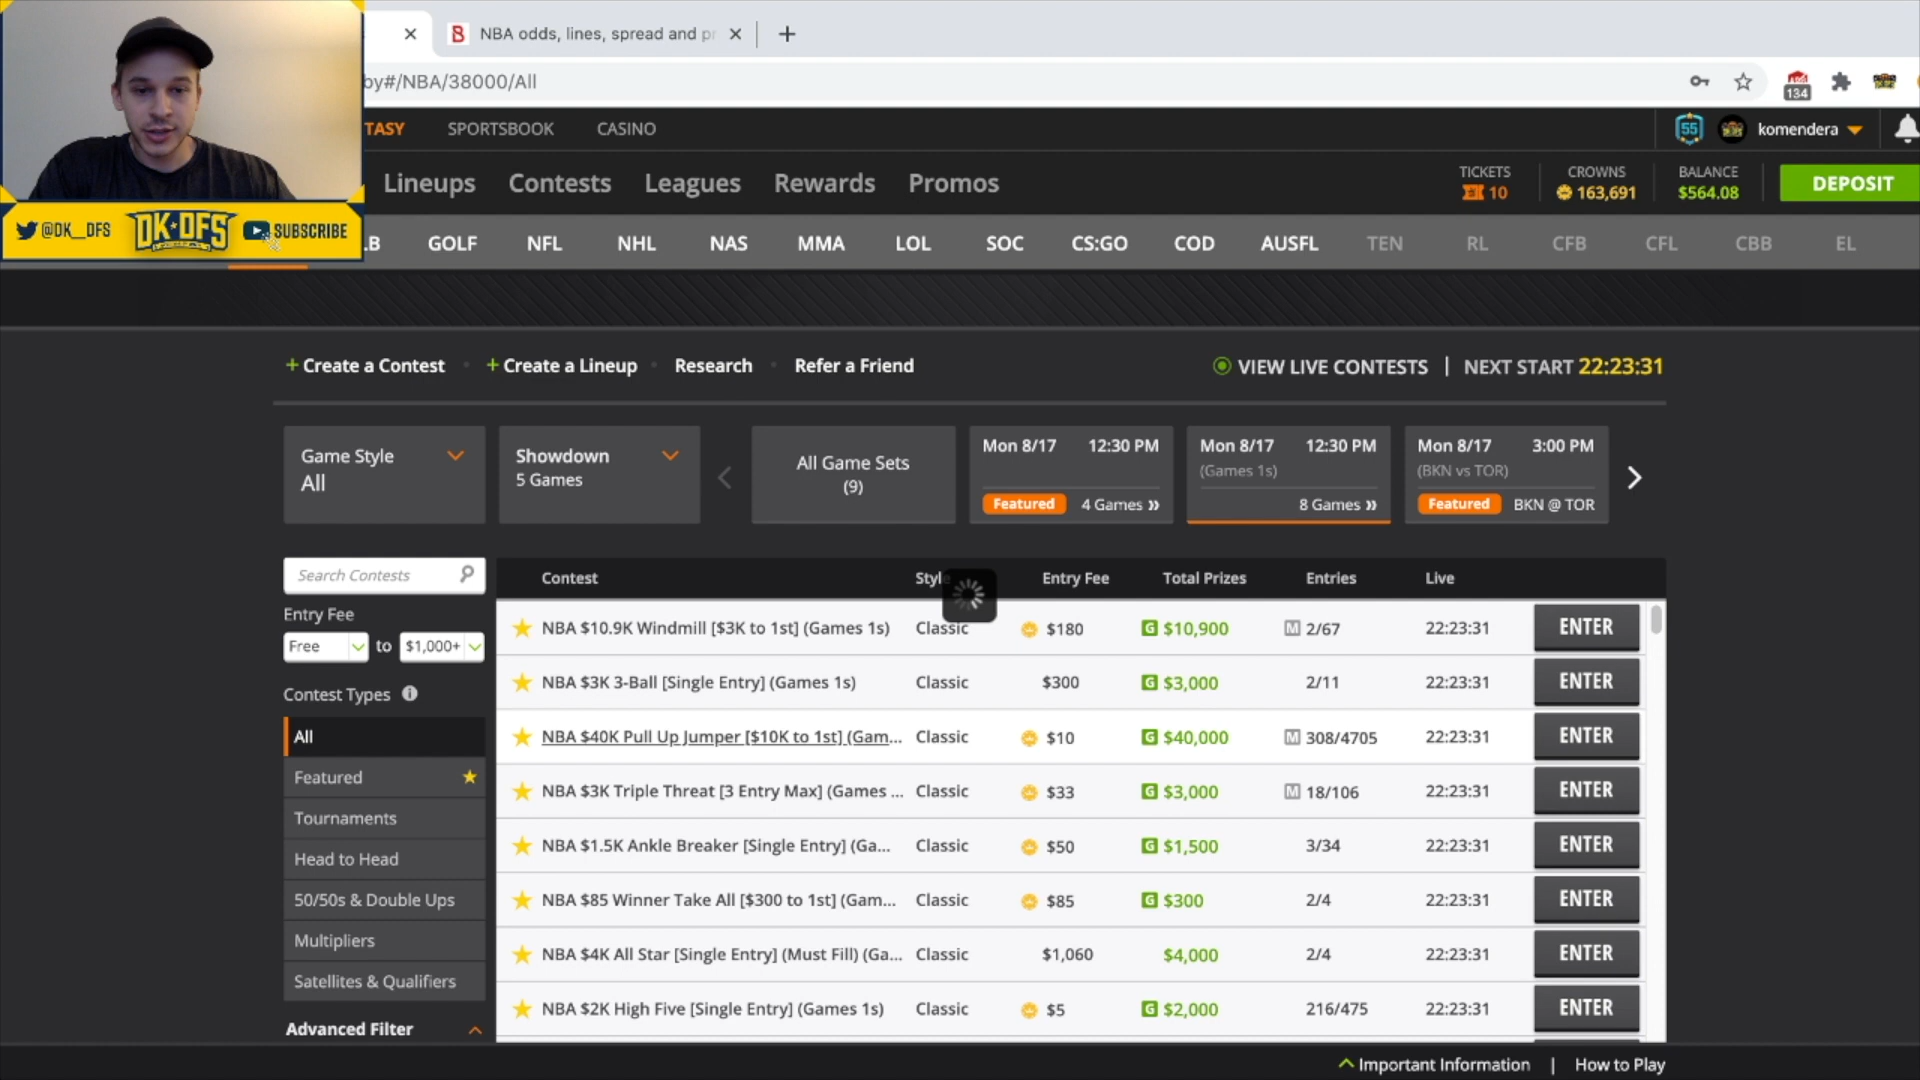 NBA odds, lines, spread and pr
by#/NBA/38000/All
134
TASY
SPORTSBOOK
CASINO
55
komendera
Lineups
Contests
Leagues
Rewards
Promos
TICKETS
10
CROWNS
163,691
BALANCE
$564.08
DEPOSIT
@DK__DFS
DK★DFS
SUBSCRIBE
LB
GOLF
NFL
NHL
NAS
MMA
LOL
SOC
CS:GO
COD
AUSFL
TEN
RL
CFB
CFL
CBB
EL
+ Create a Contest
+ Create a Lineup
Research
Refer a Friend
VIEW LIVE CONTESTS | NEXT START 22:23:31
Game Style
All
Showdown
5 Games
All Game Sets
(9)
Mon 8/17 12:30 PM
Featured 4 Games »
Mon 8/17 12:30 PM
(Games 1s)
8 Games »
Mon 8/17 3:00 PM
(BKN vs TOR)
Featured BKN @ TOR
Search Contests
Entry Fee
Free to $1,000+
Contest Types
All
Featured
Tournaments
Head to Head
50/50s & Double Ups
Multipliers
Satellites & Qualifiers
Advanced Filter
Contest Style Entry Fee Total Prizes Entries Live
NBA $10.9K Windmill [$3K to 1st] (Games 1s) Classic $180 G $10,900 M 2/67 22:23:31 ENTER
NBA $3K 3-Ball [Single Entry] (Games 1s) Classic $300 G $3,000 2/11 22:23:31 ENTER
NBA $40K Pull Up Jumper [$10K to 1st] (Gam... Classic $10 G $40,000 M 308/4705 22:23:31 ENTER
NBA $3K Triple Threat [3 Entry Max] (Games ... Classic $33 G $3,000 M 18/106 22:23:31 ENTER
NBA $1.5K Ankle Breaker [Single Entry] (Ga... Classic $50 G $1,500 3/34 22:23:31 ENTER
NBA $85 Winner Take All [$300 to 1st] (Gam... Classic $85 G $300 2/4 22:23:31 ENTER
NBA $4K All Star [Single Entry] (Must Fill) (Ga... Classic $1,060 $4,000 2/4 22:23:31 ENTER
NBA $2K High Five [Single Entry] (Games 1s) Classic $5 G $2,000 216/475 22:23:31 ENTER
Important Information | How to Play